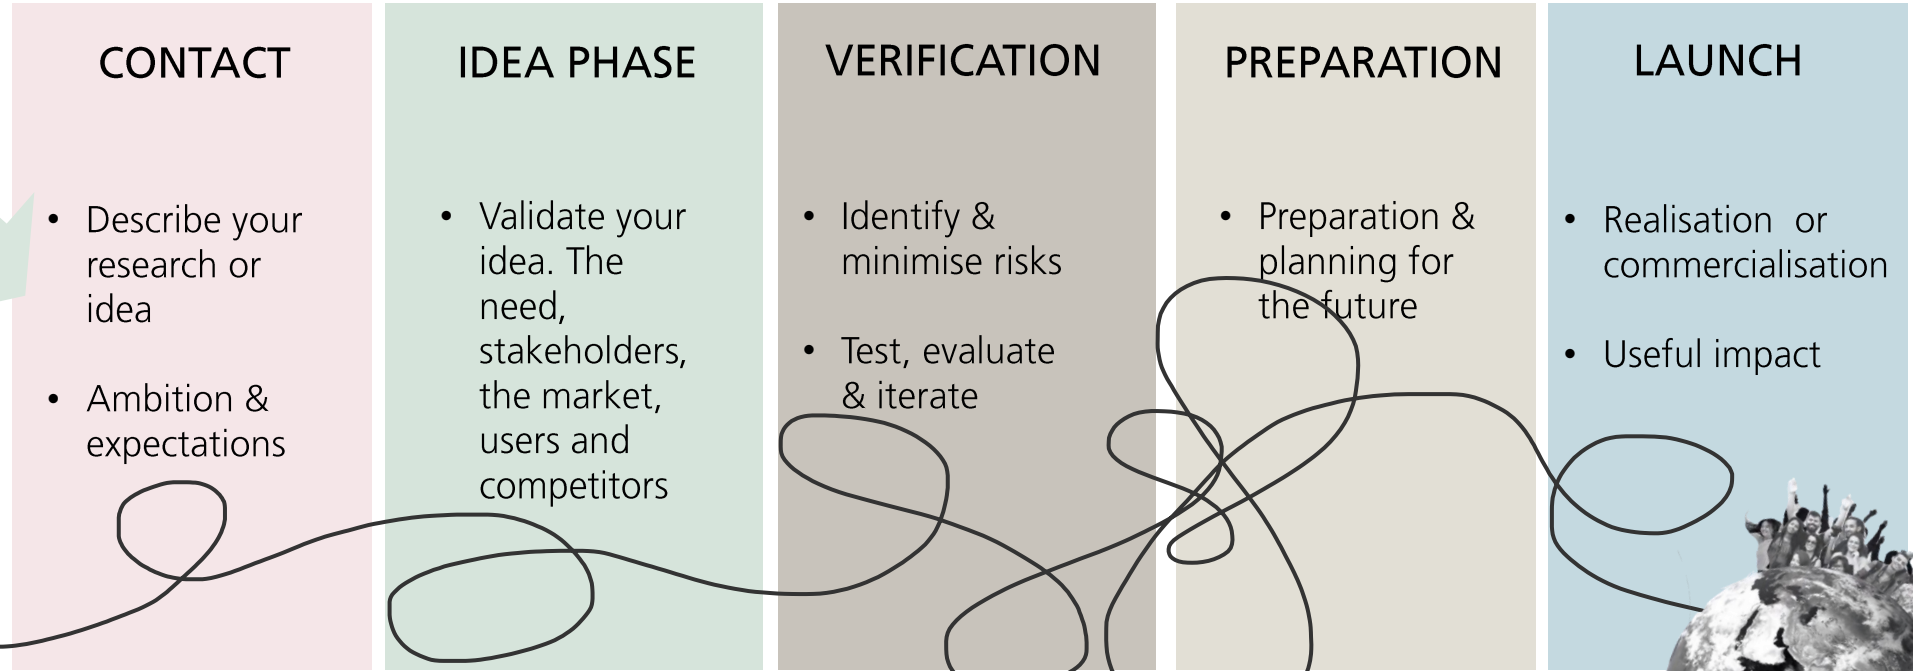 CONTACT
• Describe your
research or
idea
• Ambition &
expectations
IDEA PHASE
• Validate your
idea. The
need,
stakeholders,
the market,
users and
competitors
VERIFICATION
• Identify &
minimise risks
• Test, evaluate
& iterate
PREPARATION
• Preparation &
planning for
the future
LAUNCH
• Realisation or
commercialisation
• Useful impact